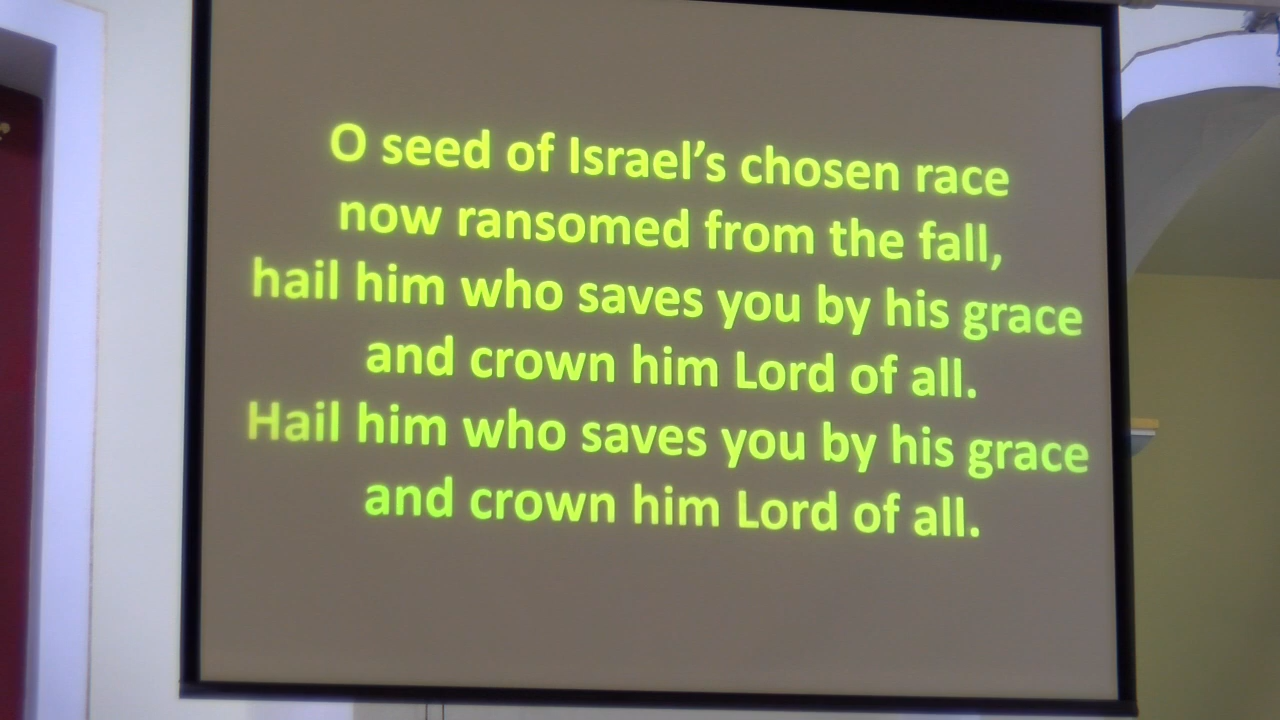 O seed of Israel’s chosen race
now ransomed from the fall,
hail him who saves you by his grace
and crown him Lord of all.
Hail him who saves you by his grace
and crown him Lord of all.